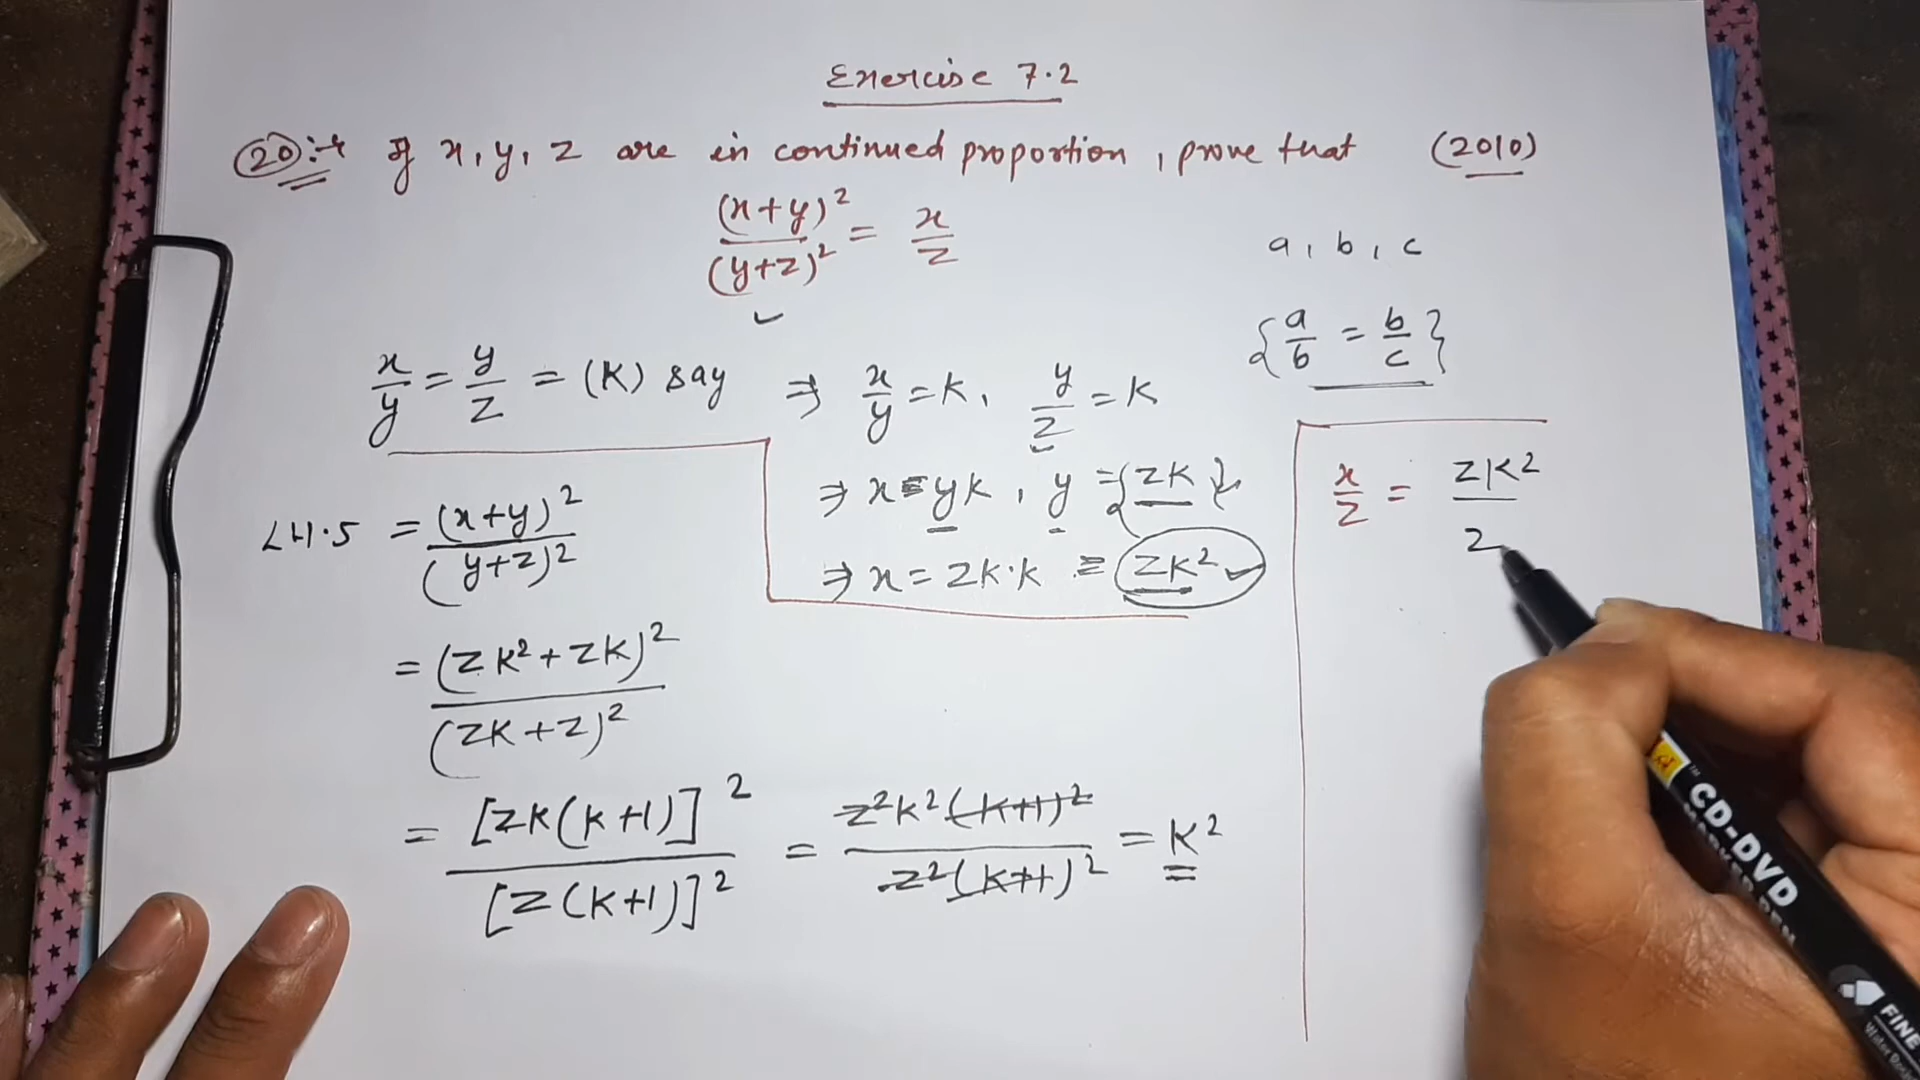 Exercise 7.2
(20) :→ If x, y, z are in continued proportion, prove that (2010)
(x+y)² / (y+z)² = x/z
a, b, c
{a/b = b/c}
x/y = y/z = (K) say ⇒ x/y = K, y/z = K
⇒ x = yk, y = {zk}
⇒ x = zk·k = zk²
L H.S = (x+y)² / (y+z)²
= (zk² + zk)² / (zk + z)²
= [zk(k+1)]² / [z(k+1)]² = z²k²(k+1)² / z²(k+1)² = K²
x/z = zk² / z
CD-DVD
FINE